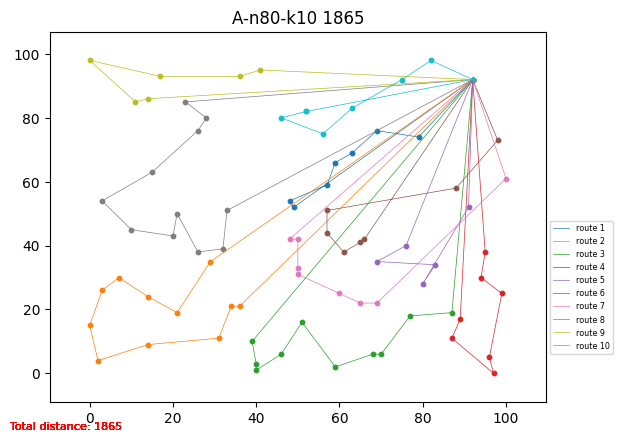 A-n80-k10 1865
100
80
60
40
20
0
0 20 40 60 80 100
route 1
route 2
route 3
route 4
route 5
route 6
route 7
route 8
route 9
route 10
Total distance: 1865